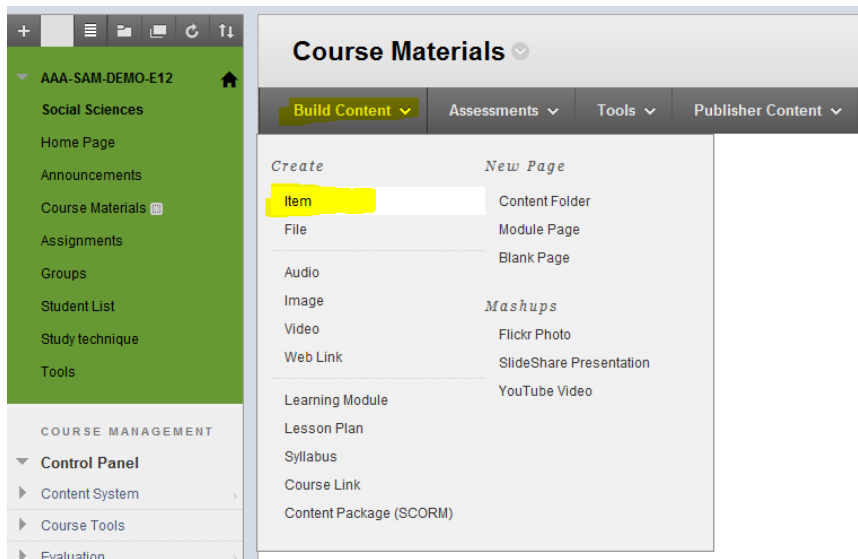 AAA-SAM-DEMO-E12
Social Sciences
Home Page
Announcements
Course Materials
Assignments
Groups
Student List
Study technique
Tools
COURSE MANAGEMENT
Control Panel
Content System
Course Tools
Evaluation
Course Materials
Build Content
Assessments
Tools
Publisher Content
Create
Item
File
Audio
Image
Video
Web Link
Learning Module
Lesson Plan
Syllabus
Course Link
Content Package (SCORM)
New Page
Content Folder
Module Page
Blank Page
Mashups
Flickr Photo
SlideShare Presentation
YouTube Video